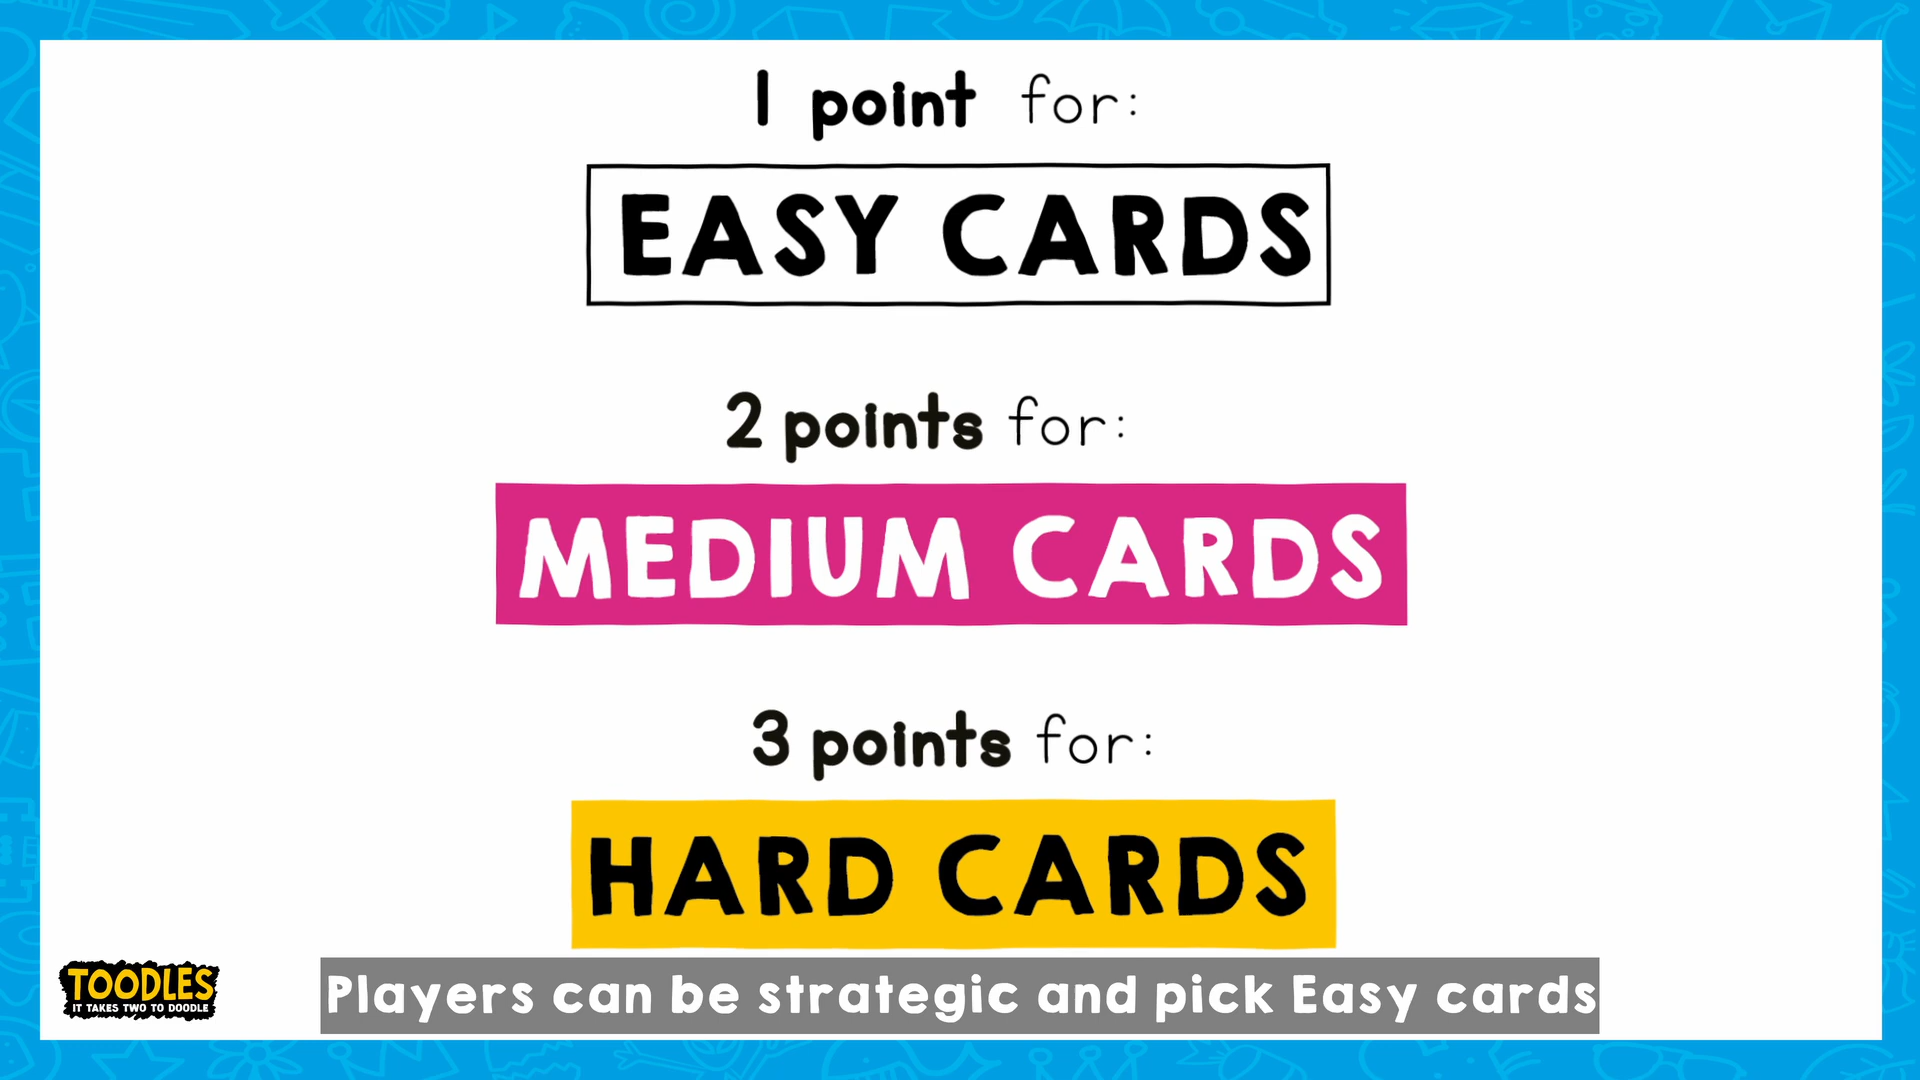 1 point for:
EASY CARDS
2 points for:
MEDIUM CARDS
3 points for:
HARD CARDS
TOODLES
IT TAKES TWO TO DOODLE
Players can be strategic and pick Easy cards